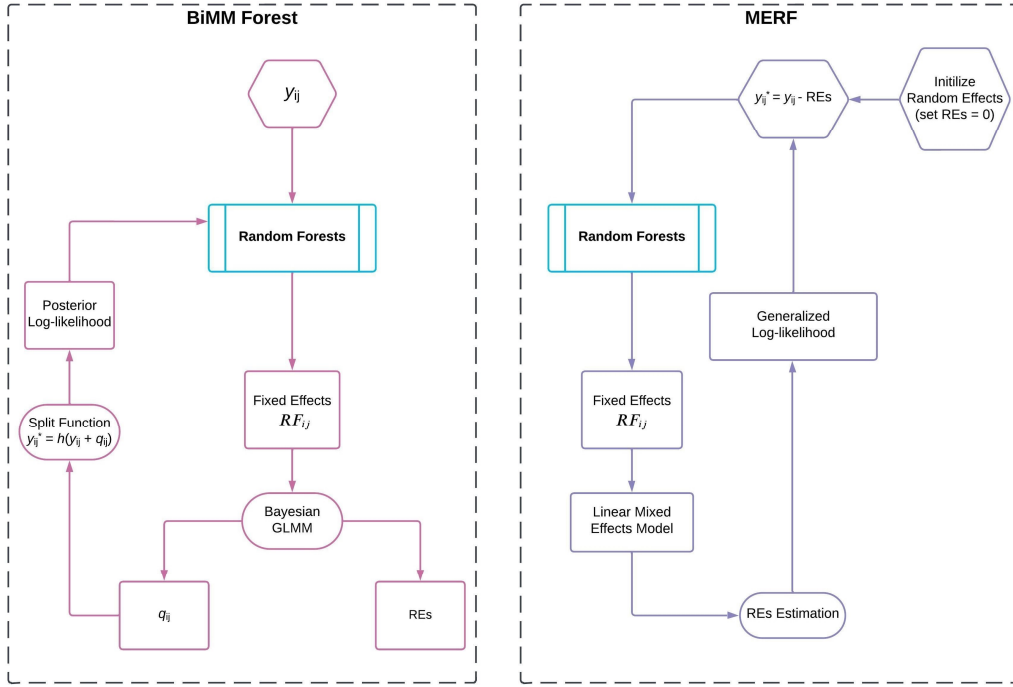 BiMM Forest
y_ij
Random Forests
Posterior
Log-likelihood
Fixed Effects
RF_ij
Split Function
y_ij* = h(y_ij + q_ij)
Bayesian
GLMM
q_ij
REs
MERF
y_ij* = y_ij - REs
Initilize
Random Effects
(set REs = 0)
Random Forests
Generalized
Log-likelihood
Fixed Effects
RF_ij
Linear Mixed
Effects Model
REs Estimation